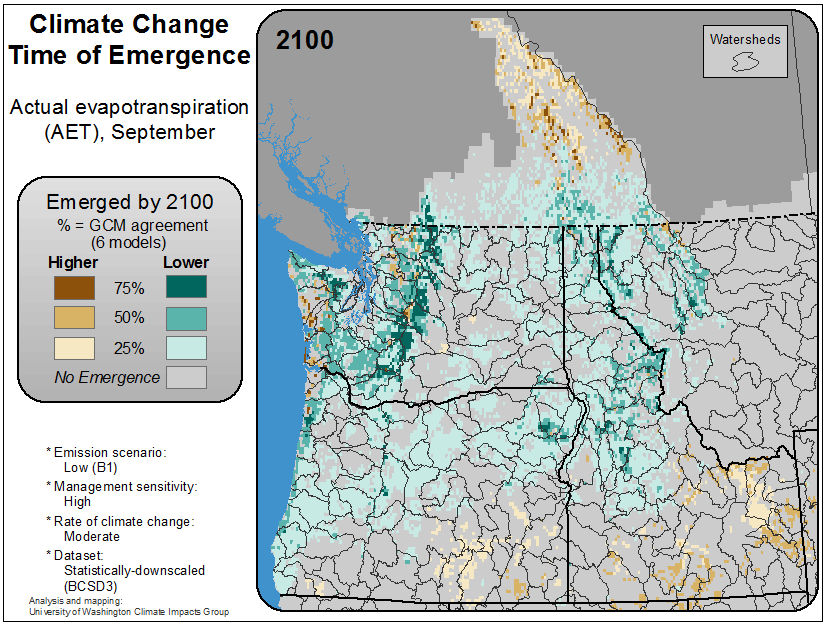 Climate Change
Time of Emergence
Actual evapotranspiration
(AET), September
Emerged by 2100
% = GCM agreement
(6 models)
Higher Lower
75%
50%
25%
No Emergence
* Emission scenario:
Low (B1)
* Management sensitivity:
High
* Rate of climate change:
Moderate
* Dataset:
Statistically-downscaled
(BCSD3)
Analysis and mapping:
University of Washington Climate Impacts Group
2100
Watersheds